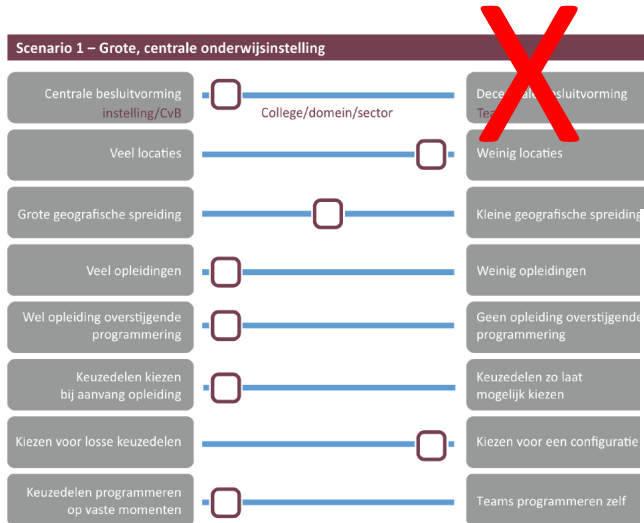 Scenario 1 – Grote, centrale onderwijsinstelling
Centrale besluitvorming
instelling/CvB
College/domein/sector
besluitvorming
Veel locaties
Weinig locaties
Grote geografische spreiding
Kleine geografische spreiding
Veel opleidingen
Weinig opleidingen
Wel opleiding overstijgende
programmering
Geen opleiding overstijgende
programmering
Keuzedelen kiezen
bij aanvang opleiding
Keuzedelen zo laat
mogelijk kiezen
Kiezen voor losse keuzedelen
Kiezen voor een configuratie
Keuzedelen programmeren
op vaste momenten
Teams programmeren zelf